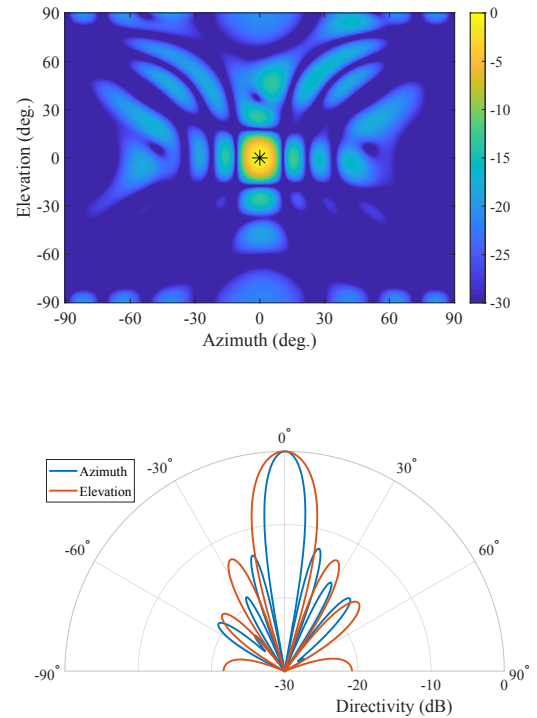 90
60
30
0
-30
-60
-90
Elevation (deg.)
-90 -60 -30 0 30 60 90
Azimuth (deg.)
0
-5
-10
-15
-20
-25
-30
0°
-30° 30°
Azimuth
Elevation
-60° 60°
-90° 90°
-30 -20 -10 0
Directivity (dB)